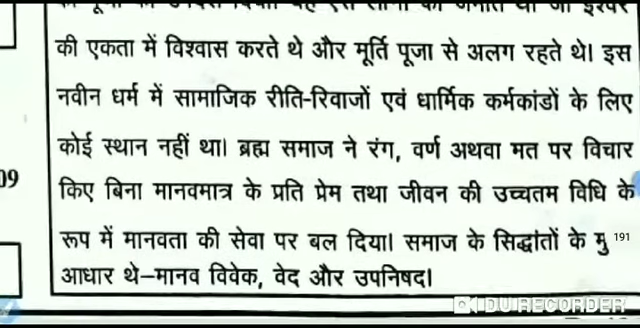 की एकता में विश्वास करते थे और मूर्ति पूजा से अलग रहते थे। इस
नवीन धर्म में सामाजिक रीति-रिवाजों एवं धार्मिक कर्मकांडों के लिए
कोई स्थान नहीं था। ब्रह्म समाज ने रंग, वर्ण अथवा मत पर विचार
09
किए बिना मानवमात्र के प्रति प्रेम तथा जीवन की उच्चतम विधि के
रूप में मानवता की सेवा पर बल दिया। समाज के सिद्धांतों के मु 191
आधार थे–मानव विवेक, वेद और उपनिषद।
DU RECORDER